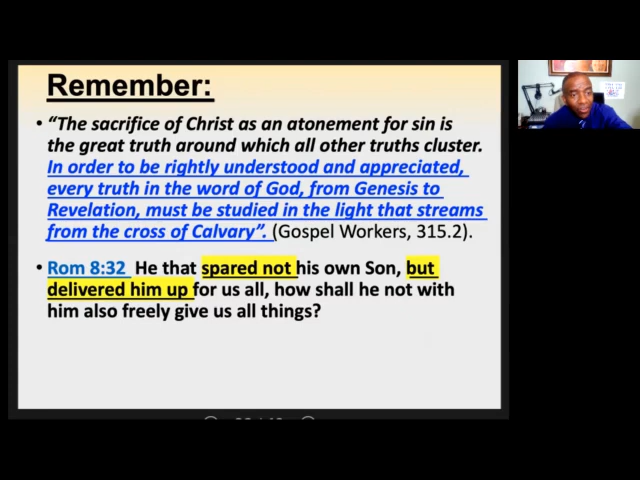 Remember:
• “The sacrifice of Christ as an atonement for sin is
the great truth around which all other truths cluster.
In order to be rightly understood and appreciated,
every truth in the word of God, from Genesis to
Revelation, must be studied in the light that streams
from the cross of Calvary”. (Gospel Workers, 315.2).
• Rom 8:32 He that spared not his own Son, but
delivered him up for us all, how shall he not with
him also freely give us all things?